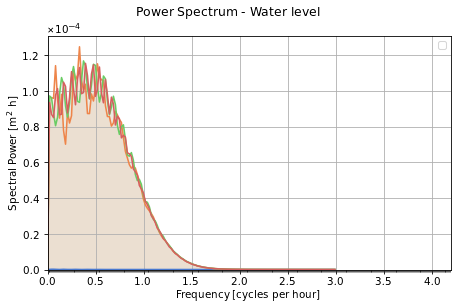 Power Spectrum - Water level
×10⁻⁴
1.2
1.0
0.8
0.6
0.4
0.2
0.0
Spectral Power [m² h]
0.0 0.5 1.0 1.5 2.0 2.5 3.0 3.5 4.0
Frequency [cycles per hour]